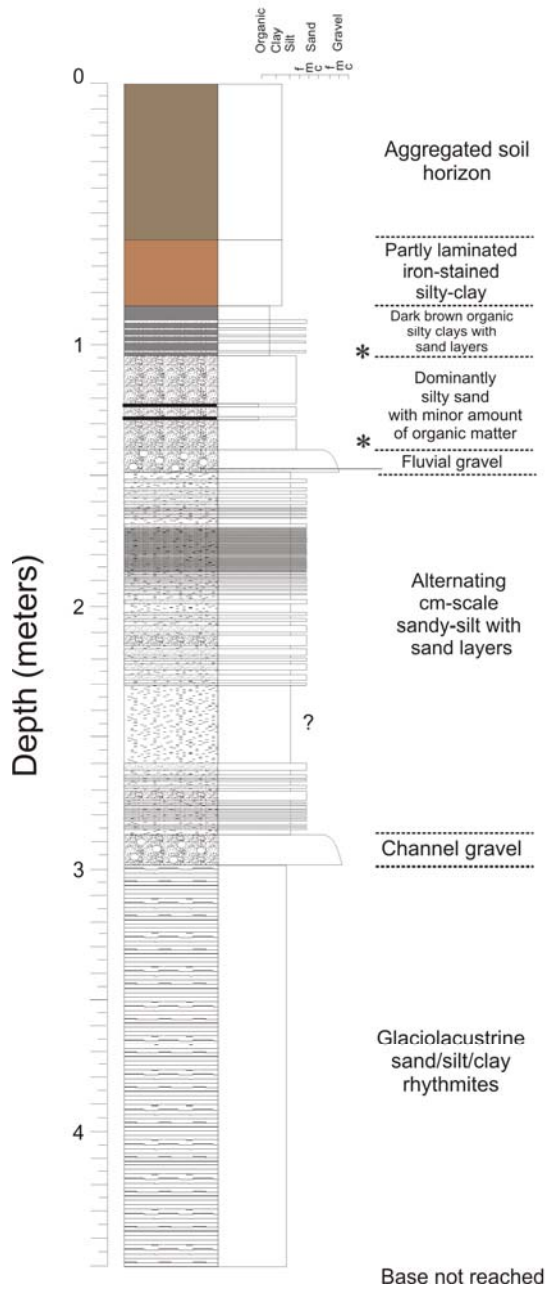 Organic
Clay
Silt
Sand
Gravel
f m c f m c
0
Aggregated soil
horizon
Partly laminated
iron-stained
silty-clay
Dark brown organic
silty clays with
sand layers
1
*
Dominantly
silty sand
with minor amount
of organic matter
*
Fluvial gravel
Depth (meters)
2
Alternating
cm-scale
sandy-silt with
sand layers
?
Channel gravel
3
Glaciolacustrine
sand/silt/clay
rhythmites
4
Base not reached